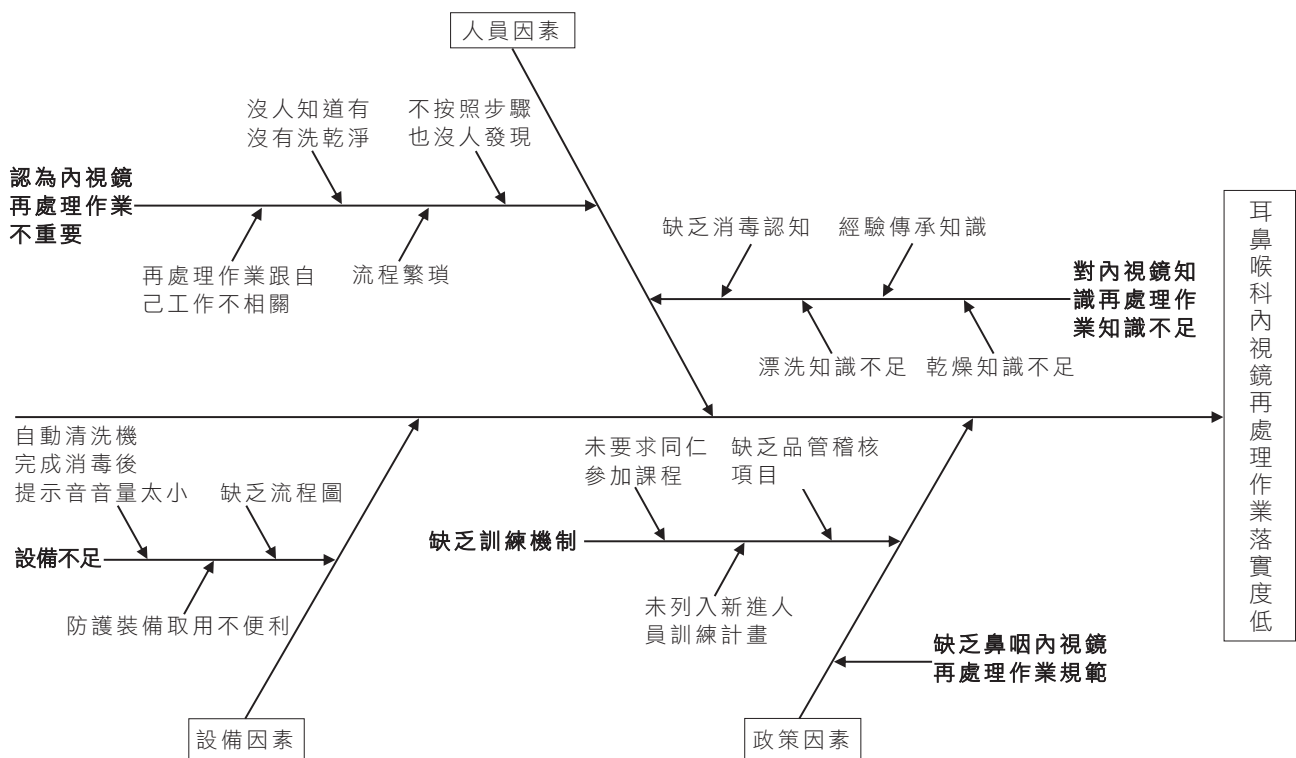 人員因素
沒人知道有
沒有洗乾淨
不按照步驟
也沒人發現
認為內視鏡
再處理作業
不重要
再處理作業跟自
己工作不相關
流程繁瑣
缺乏消毒認知
經驗傳承知識
對內視鏡知
識再處理作
業知識不足
漂洗知識不足
乾燥知識不足
耳鼻喉科內視鏡再處理作業落實度低
自動清洗機
完成消毒後
提示音音量太小
缺乏流程圖
設備不足
防護裝備取用不便利
設備因素
未要求同仁
參加課程
缺乏品管稽核
項目
缺乏訓練機制
未列入新進人
員訓練計畫
缺乏鼻咽內視鏡
再處理作業規範
政策因素